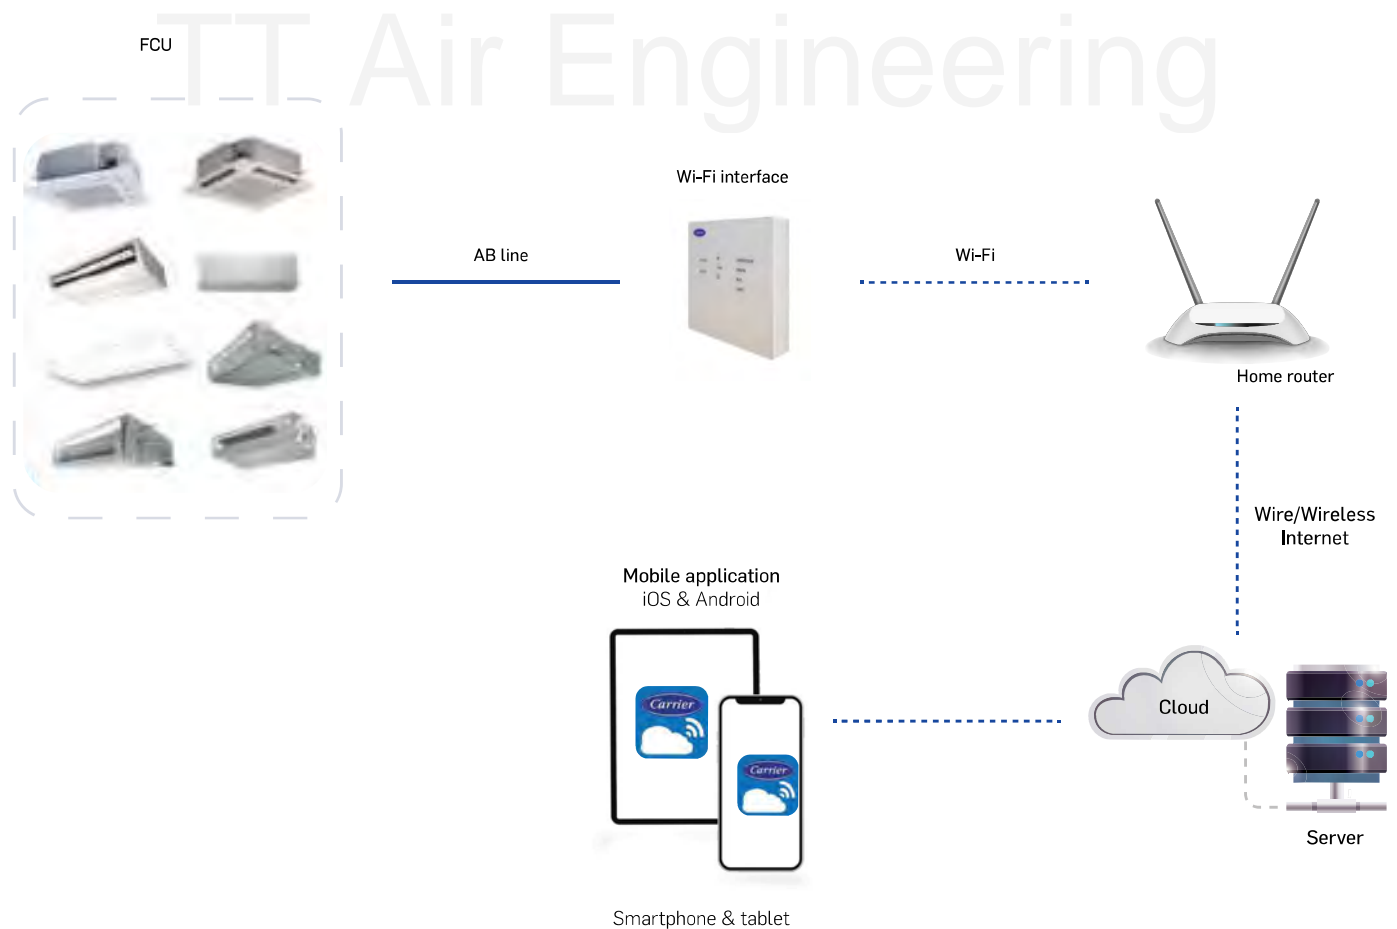 TT Air Engineering
FCU
Wi-Fi interface
AB line
Wi-Fi
Home router
Wire/Wireless
Internet
Mobile application
iOS & Android
Carrier
Carrier
Cloud
Server
Smartphone & tablet